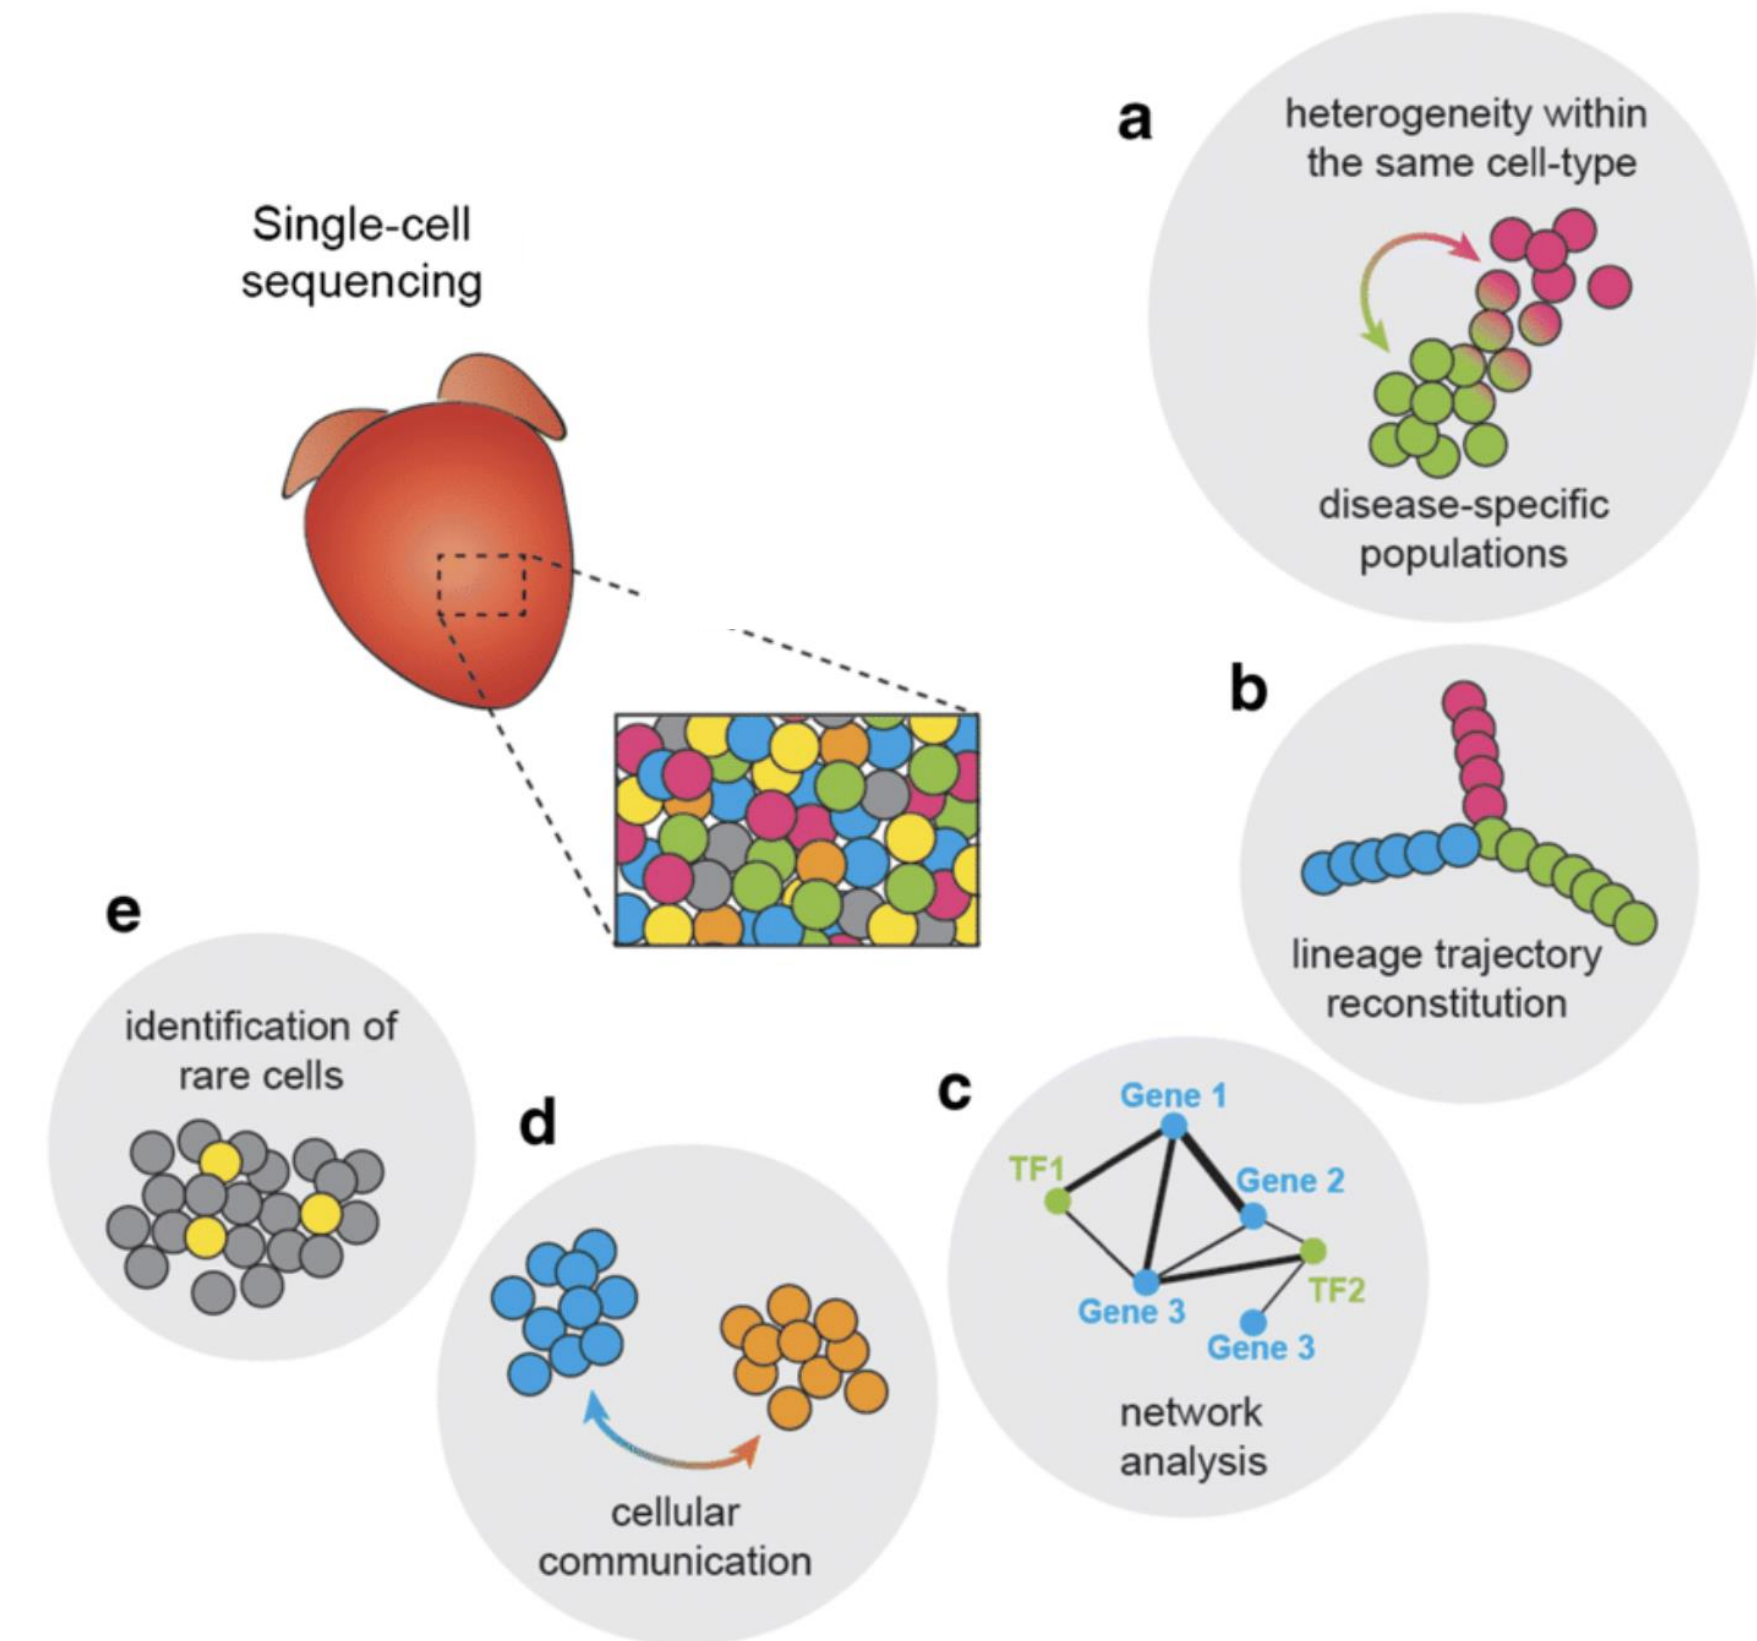 Single-cell
sequencing
a
heterogeneity within
the same cell-type
disease-specific
populations
b
lineage trajectory
reconstitution
c
Gene 1
TF1
Gene 2
TF2
Gene 3
Gene 3
network
analysis
d
cellular
communication
e
identification of
rare cells